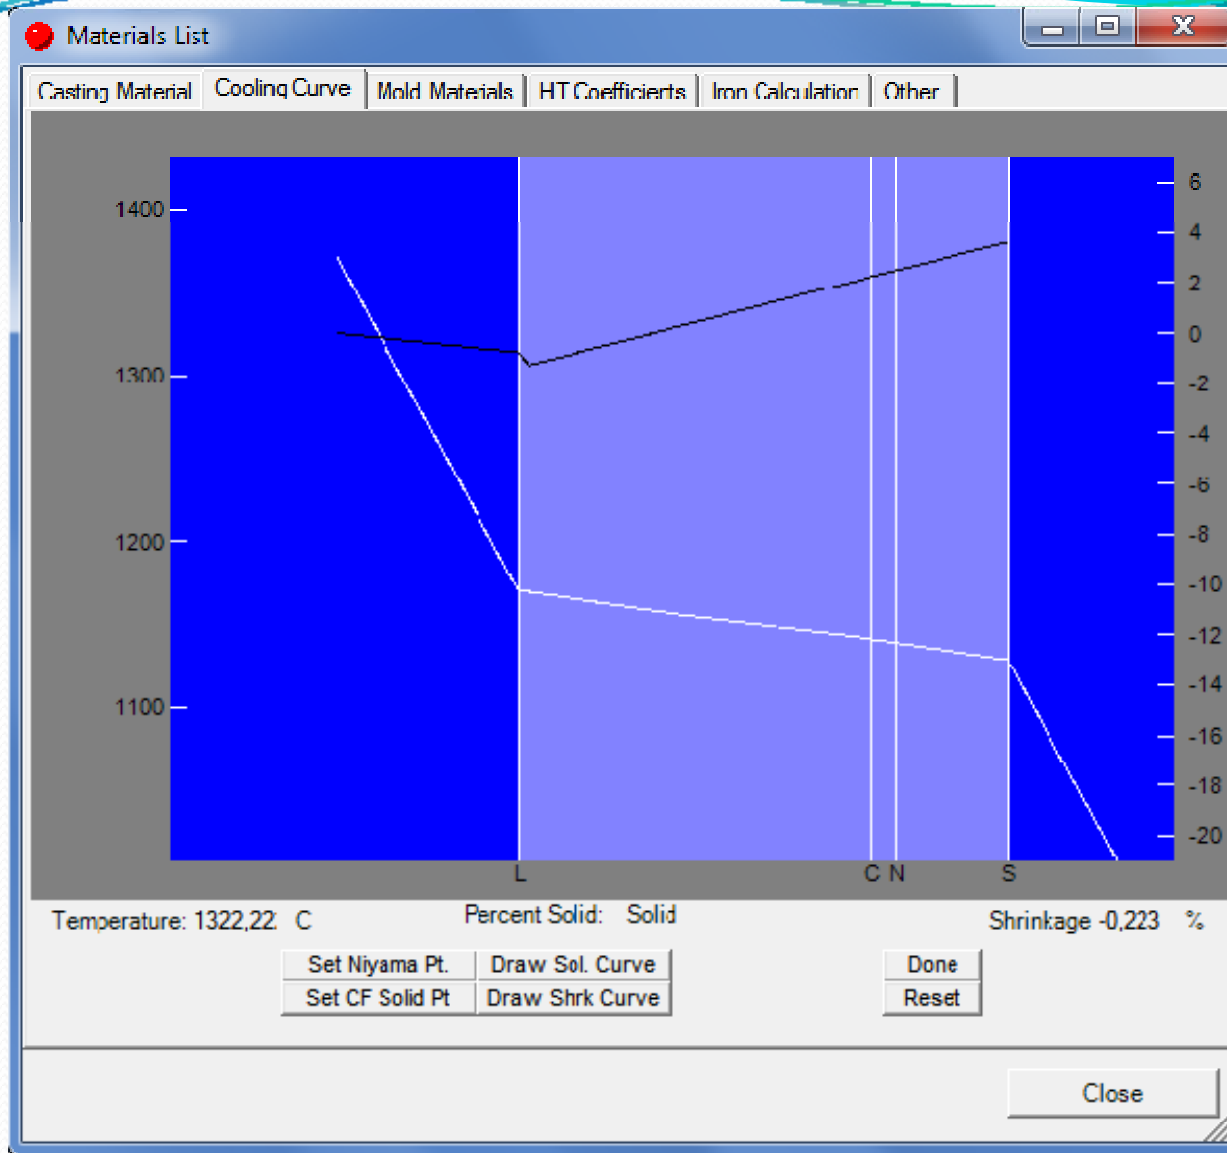 Materials List
Casting Material Cooling Curve Mold Materials HT Coefficients Iron Calculation Other
1400
1300
1200
1100
6
4
2
0
-2
-4
-6
-8
-10
-12
-14
-16
-18
-20
L C N S
Temperature: 1322,22 C Percent Solid: Solid Shrinkage -0,223 %
Set Niyama Pt. Draw Sol. Curve Done
Set CF Solid Pt Draw Shrk Curve Reset
Close